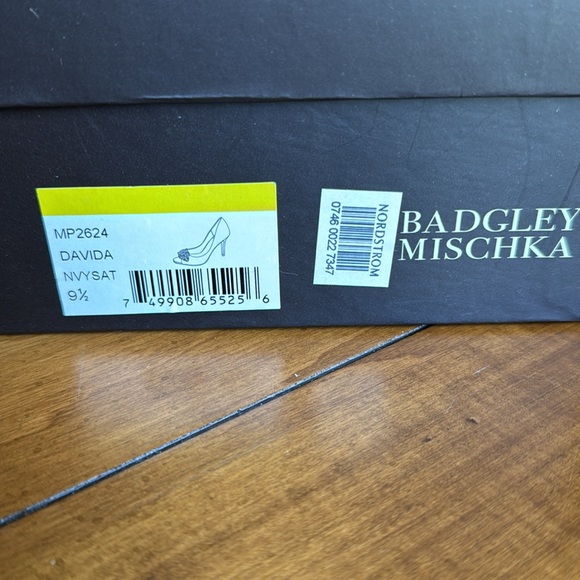 MP2624
DAVIDA
NVYSAT
9½
7 49908 65525 6
NORDSTROM
0746 0022 7347
BADGLEY
MISCHKA